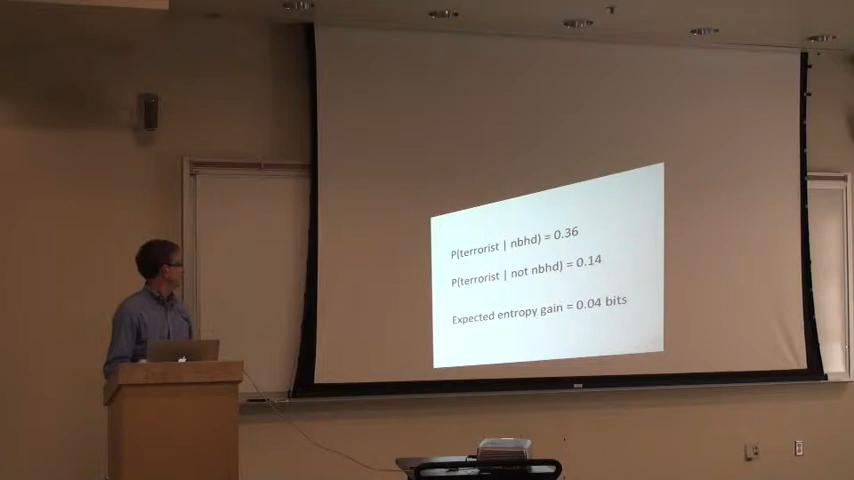 P(terrorist | nbhd) = 0.36
P(terrorist | not nbhd) = 0.14
Expected entropy gain = 0.04 bits